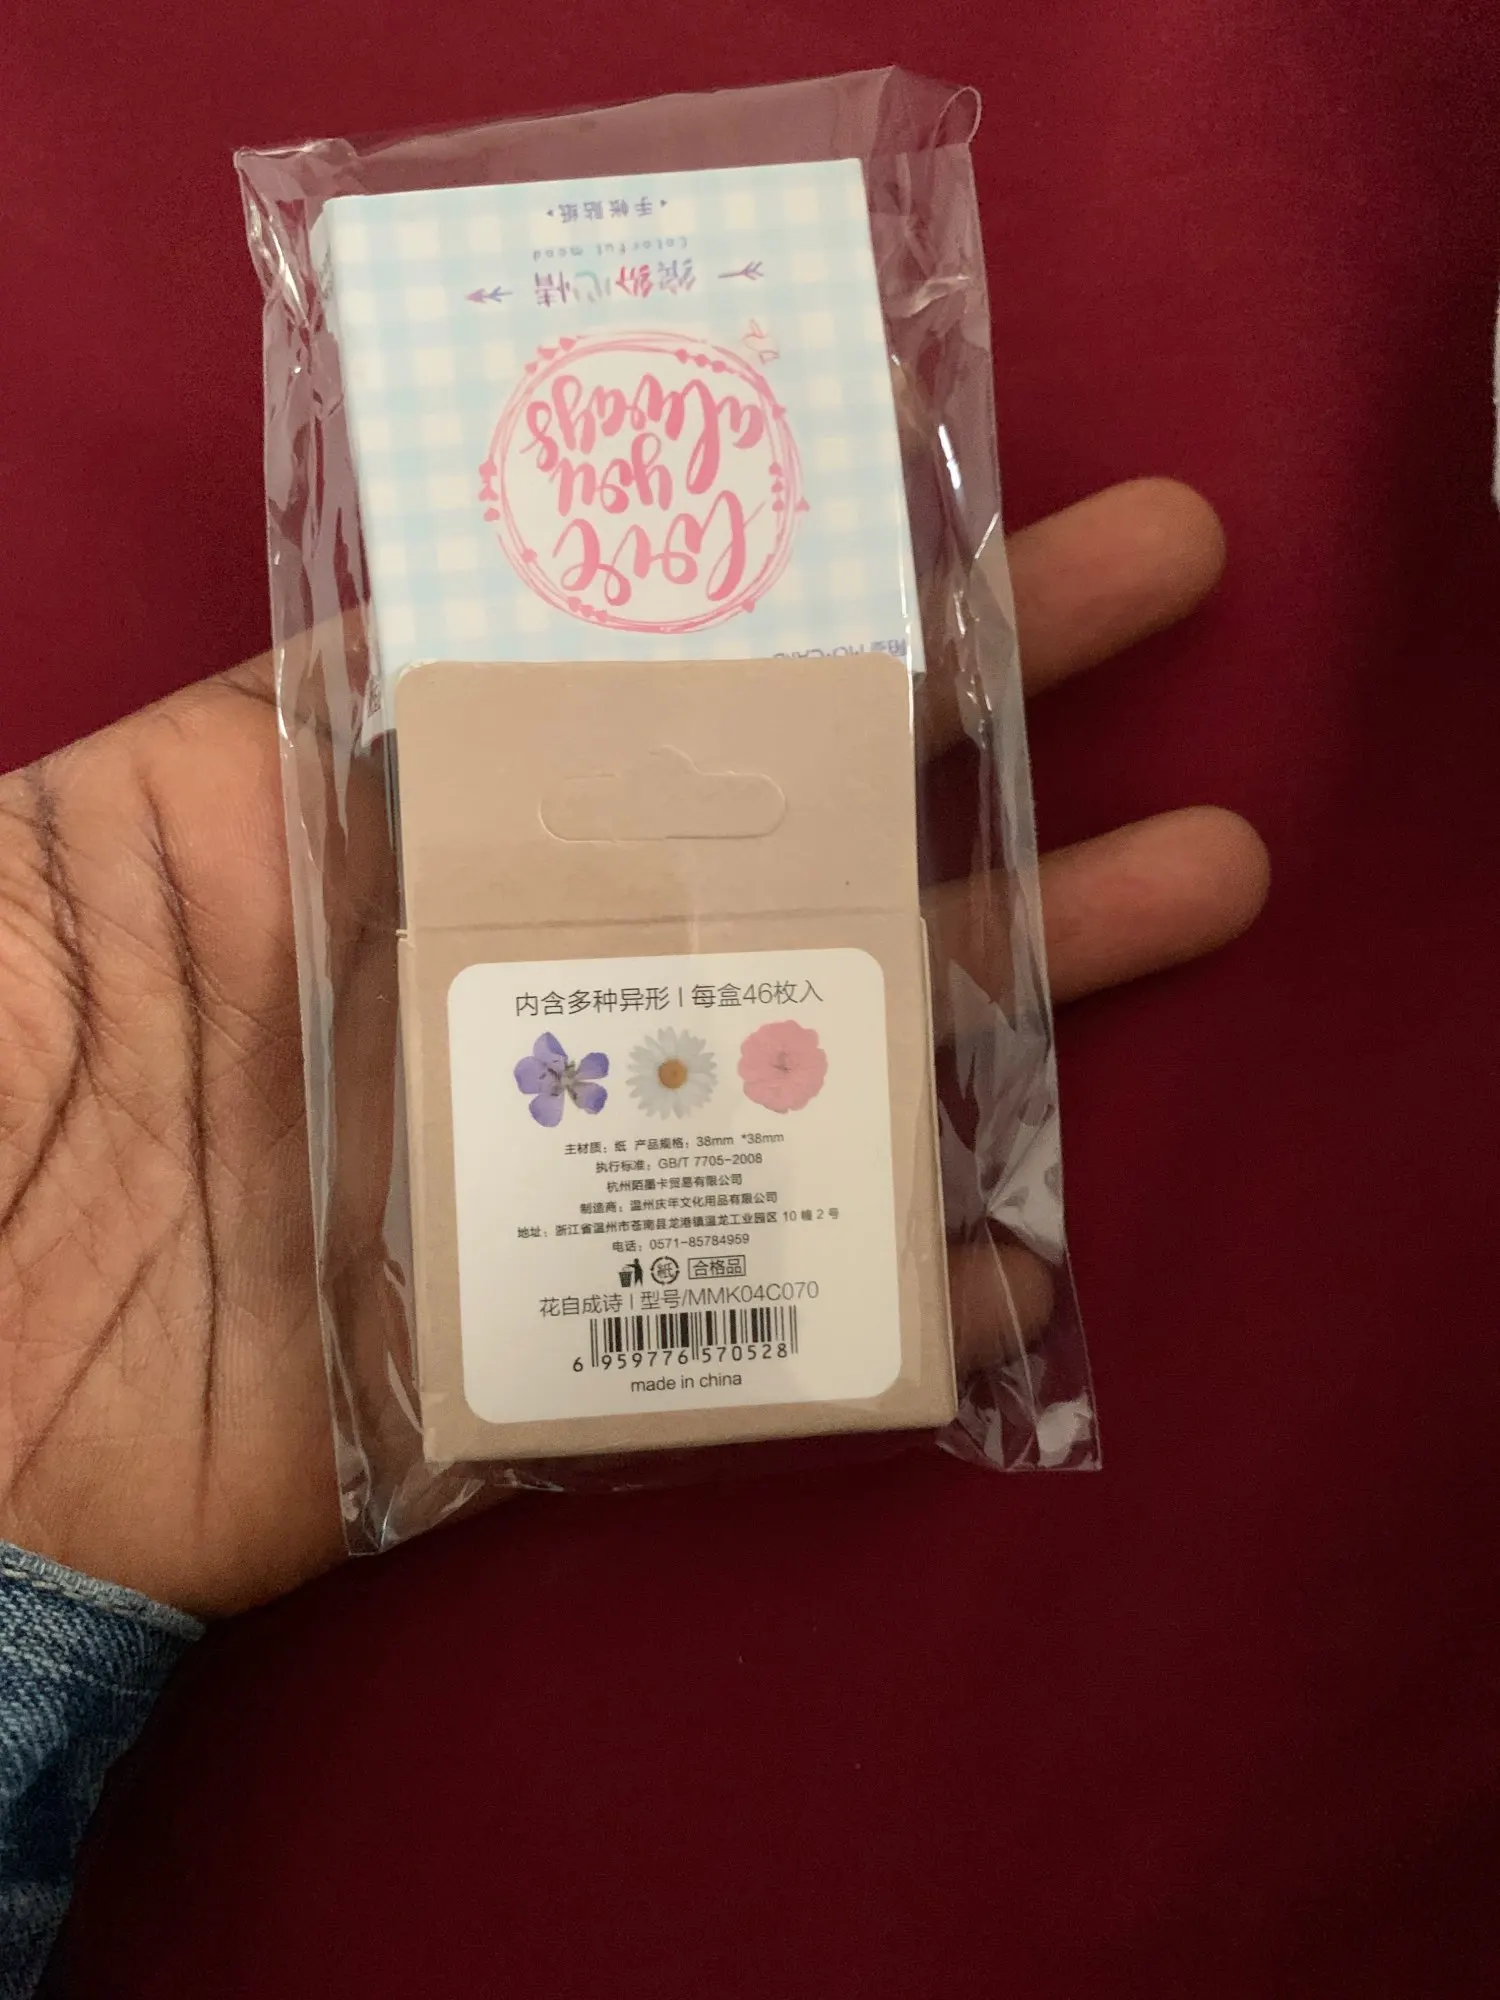 •手帐贴纸•
Colorful mood
缤纷心情
Love
you
always
内含多种异形 | 每盒46枚入
主材质：纸 产品规格：38mm *38mm
执行标准：GB/T 7705-2008
杭州陌墨卡贸易有限公司
制造商：温州庆年文化用品有限公司
地址：浙江省温州市苍南县龙港镇温龙工业园区 10 幢 2 号
电话：0571-85784959
紙 合格品
花自成诗 | 型号/MMK04C070
6 959776 570528
made in china